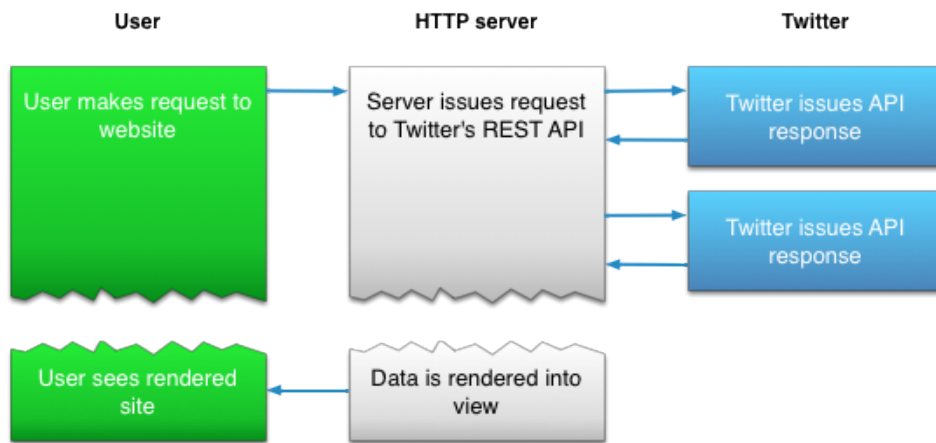 User
HTTP server
Twitter
User makes request to
website
Server issues request
to Twitter's REST API
Twitter issues API
response
Twitter issues API
response
User sees rendered
site
Data is rendered into
view